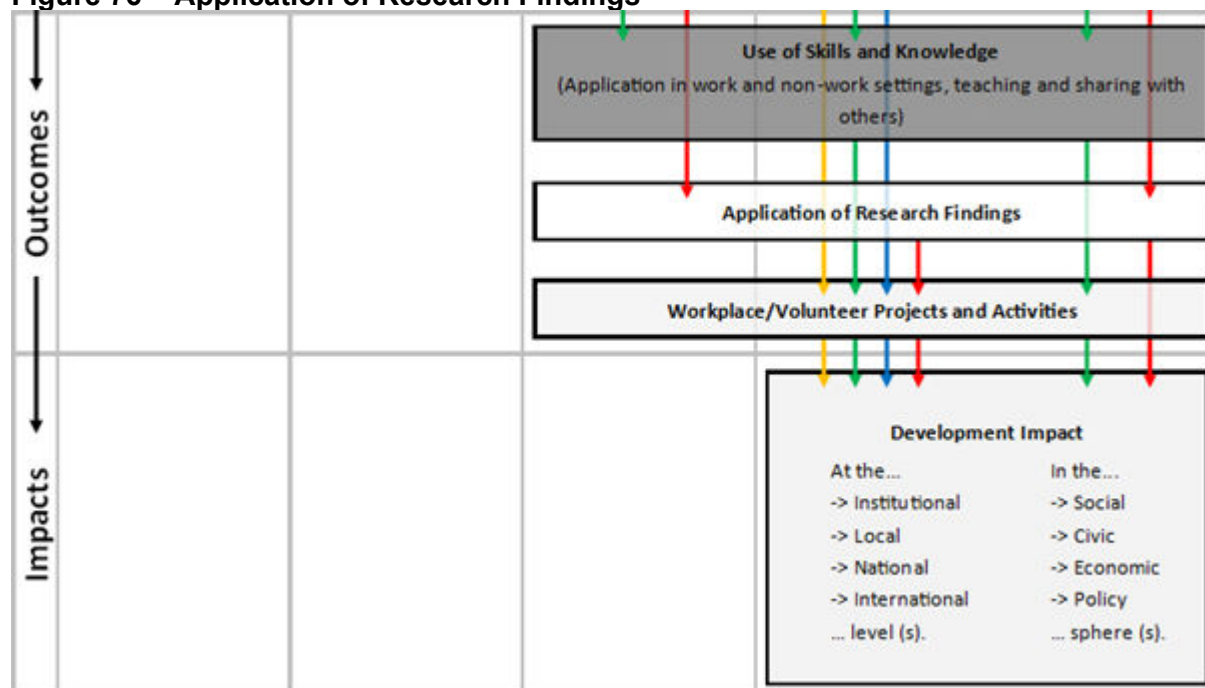 Figure 70 – Application of Research Findings
Use of Skills and Knowledge
(Application in work and non-work settings, teaching and sharing with
others)
Outcomes
Application of Research Findings
Workplace/Volunteer Projects and Activities
Impacts
Development Impact
At the...
-> Institutional
-> Local
-> National
-> International
... level (s).
In the...
-> Social
-> Civic
-> Economic
-> Policy
... sphere (s).